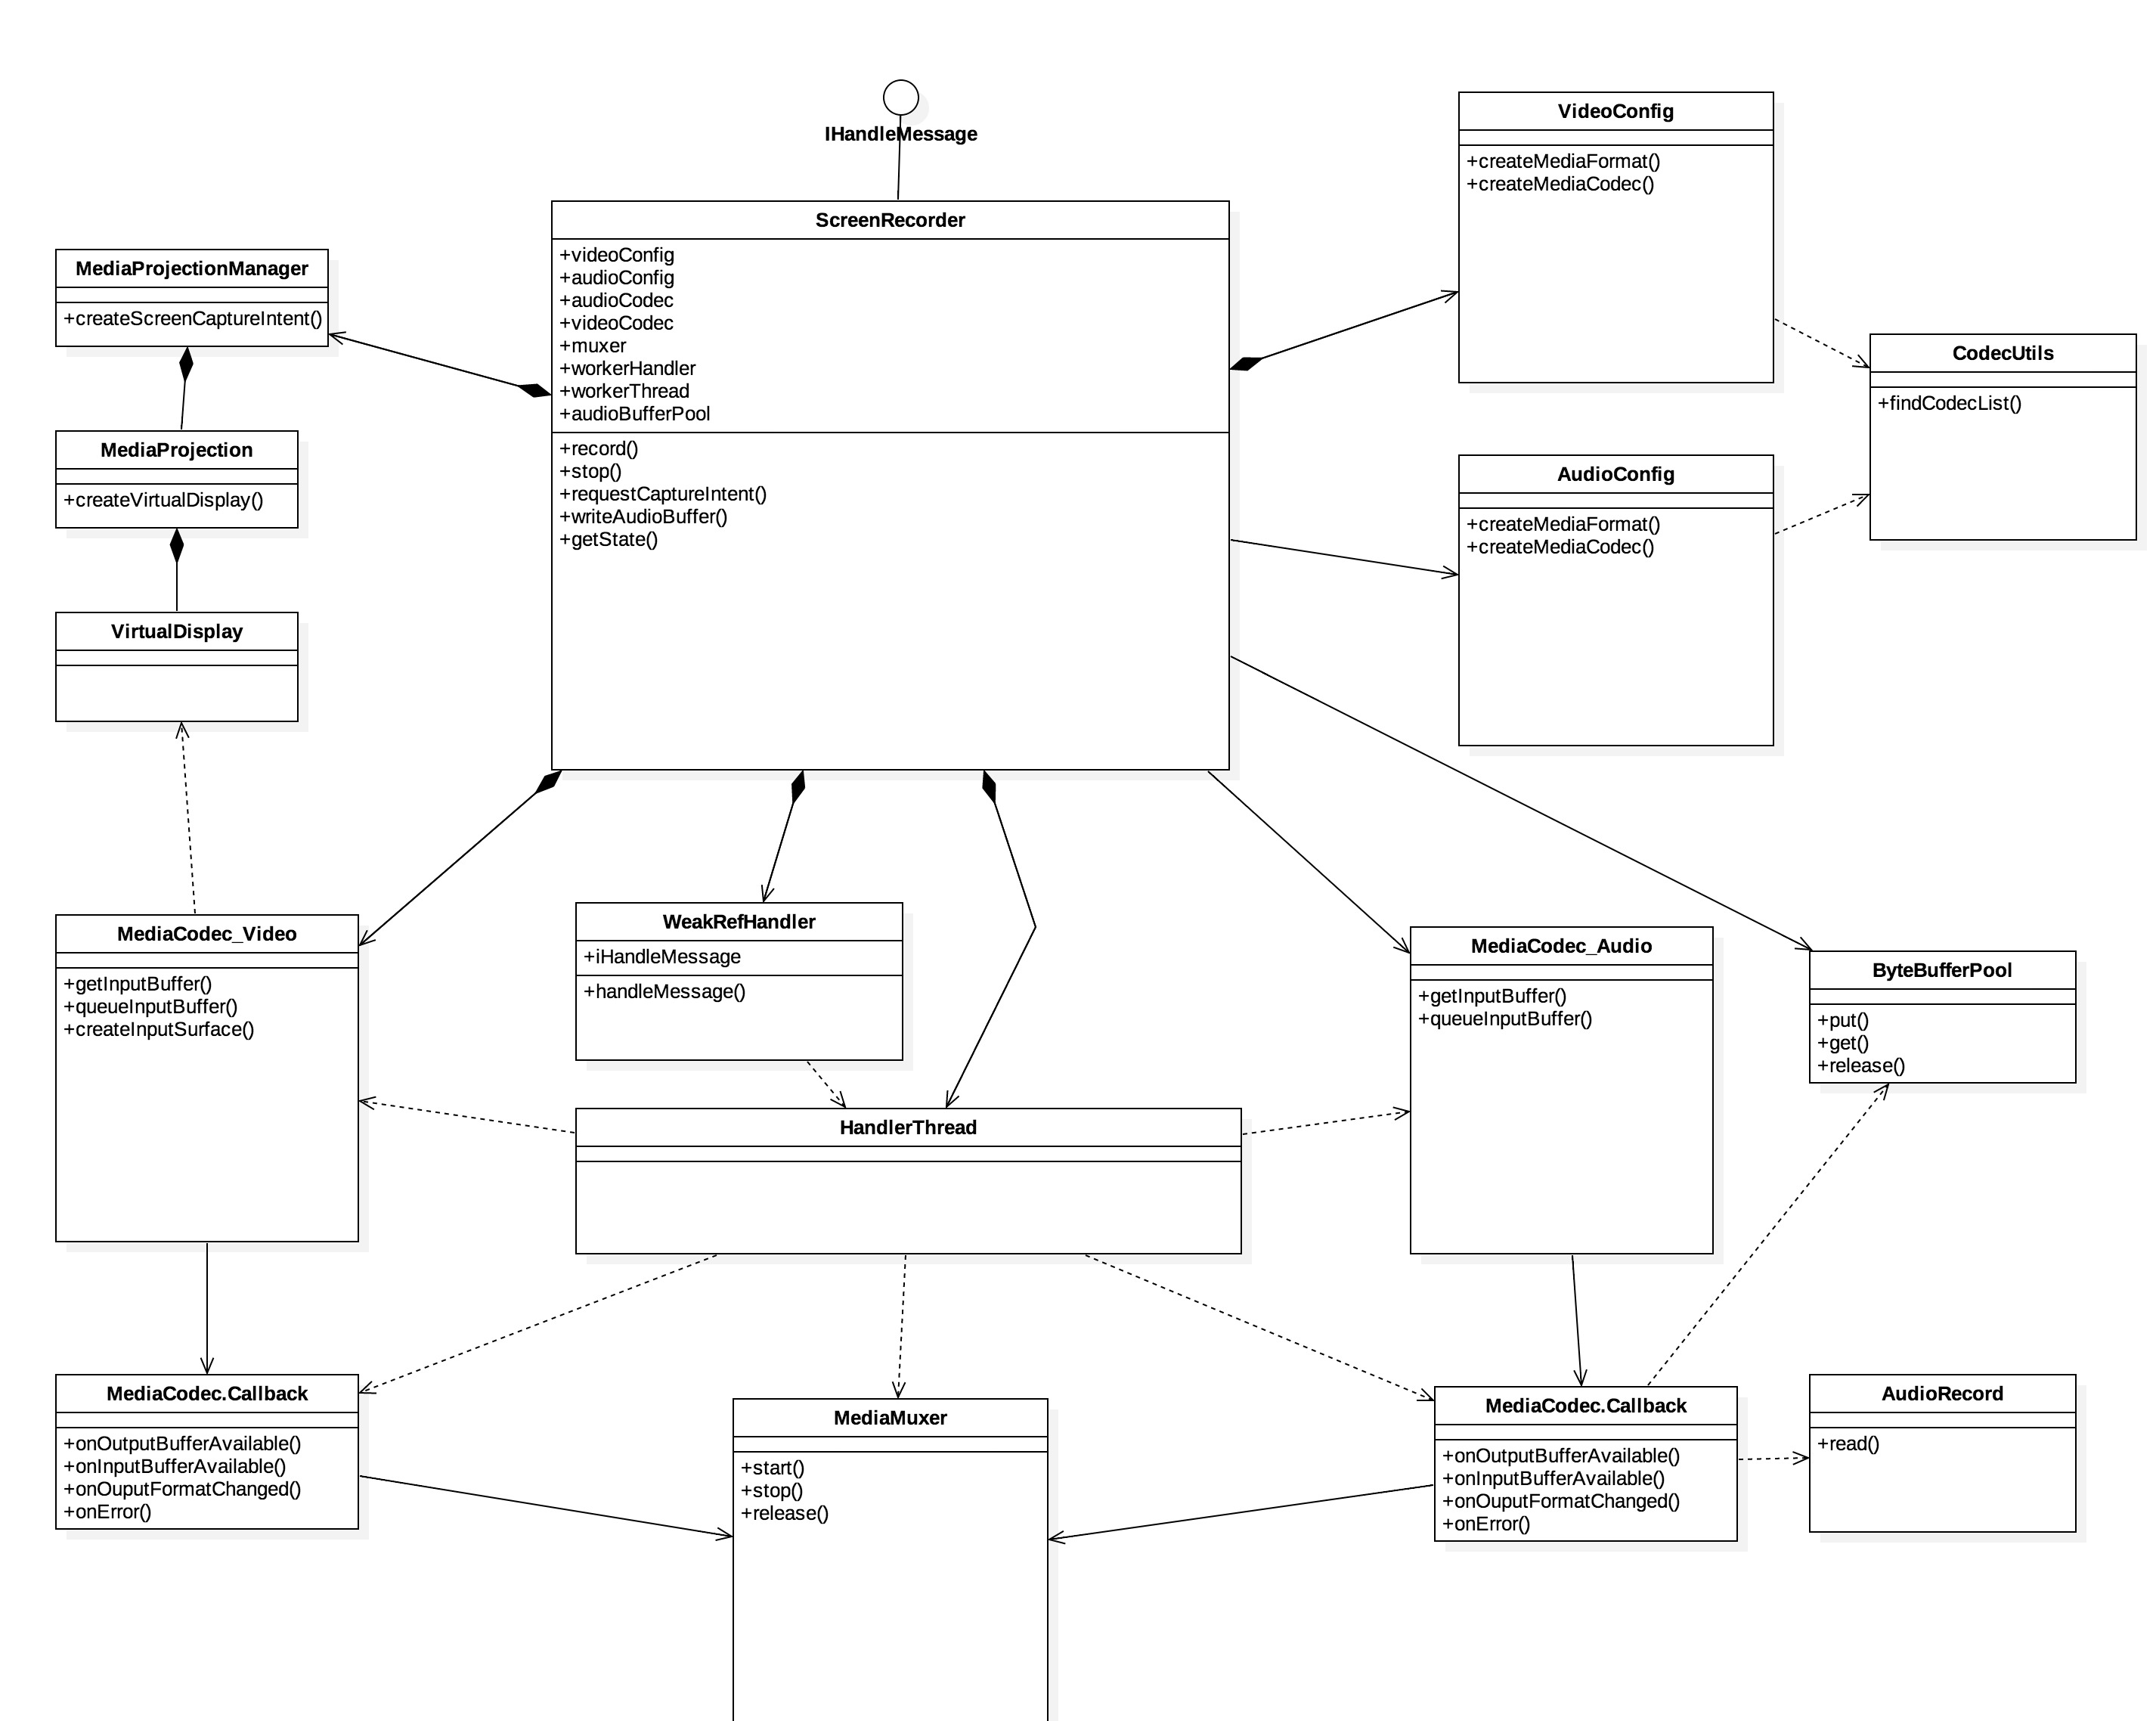 IHandleMessage
VideoConfig
+createMediaFormat()
+createMediaCodec()
ScreenRecorder
+videoConfig
+audioConfig
+audioCodec
+videoCodec
+muxer
+workerHandler
+workerThread
+audioBufferPool
+record()
+stop()
+requestCaptureIntent()
+writeAudioBuffer()
+getState()
MediaProjectionManager
+createScreenCaptureIntent()
CodecUtils
+findCodecList()
MediaProjection
+createVirtualDisplay()
AudioConfig
+createMediaFormat()
+createMediaCodec()
VirtualDisplay
MediaCodec_Video
+getInputBuffer()
+queueInputBuffer()
+createInputSurface()
WeakRefHandler
+iHandleMessage
+handleMessage()
MediaCodec_Audio
+getInputBuffer()
+queueInputBuffer()
ByteBufferPool
+put()
+get()
+release()
HandlerThread
MediaCodec.Callback
+onOutputBufferAvailable()
+onInputBufferAvailable()
+onOuputFormatChanged()
+onError()
MediaMuxer
+start()
+stop()
+release()
MediaCodec.Callback
+onOutputBufferAvailable()
+onInputBufferAvailable()
+onOuputFormatChanged()
+onError()
AudioRecord
+read()